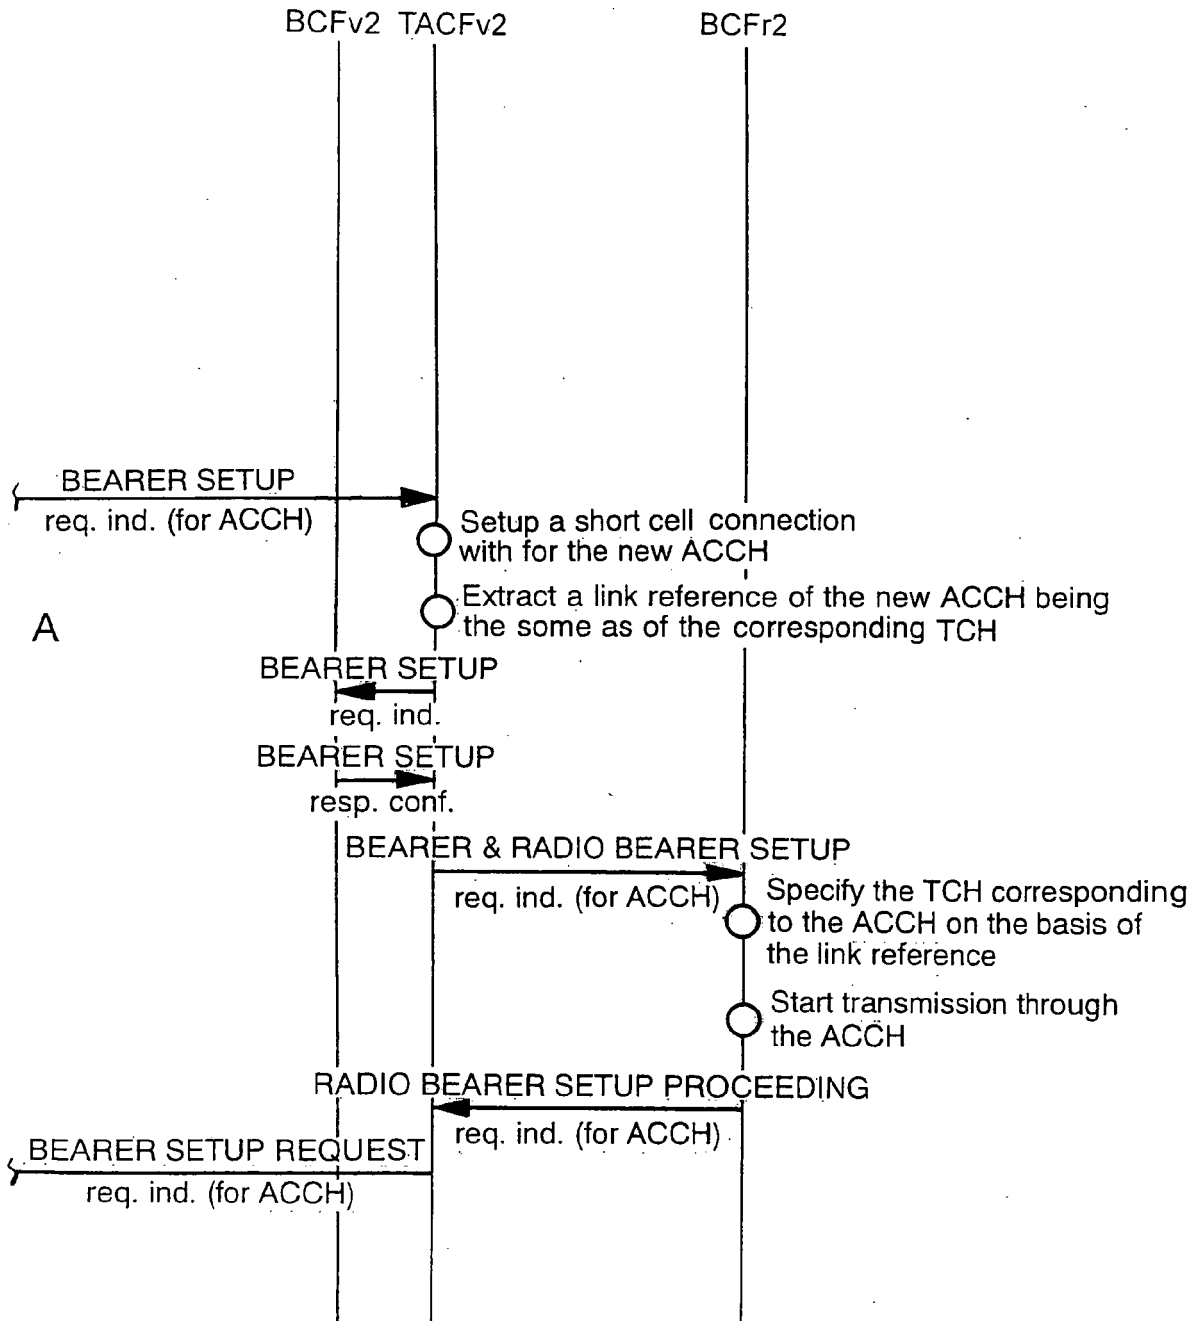 BCFv2 TACFv2 BCFr2
BEARER SETUP
req. ind. (for ACCH)
Setup a short cell connection
with for the new ACCH
Extract a link reference of the new ACCH being
the some as of the corresponding TCH
A
BEARER SETUP
req. ind.
BEARER SETUP
resp. conf.
BEARER & RADIO BEARER SETUP
req. ind. (for ACCH)
Specify the TCH corresponding
to the ACCH on the basis of
the link reference
Start transmission through
the ACCH
RADIO BEARER SETUP PROCEEDING
req. ind. (for ACCH)
BEARER SETUP REQUEST
req. ind. (for ACCH)